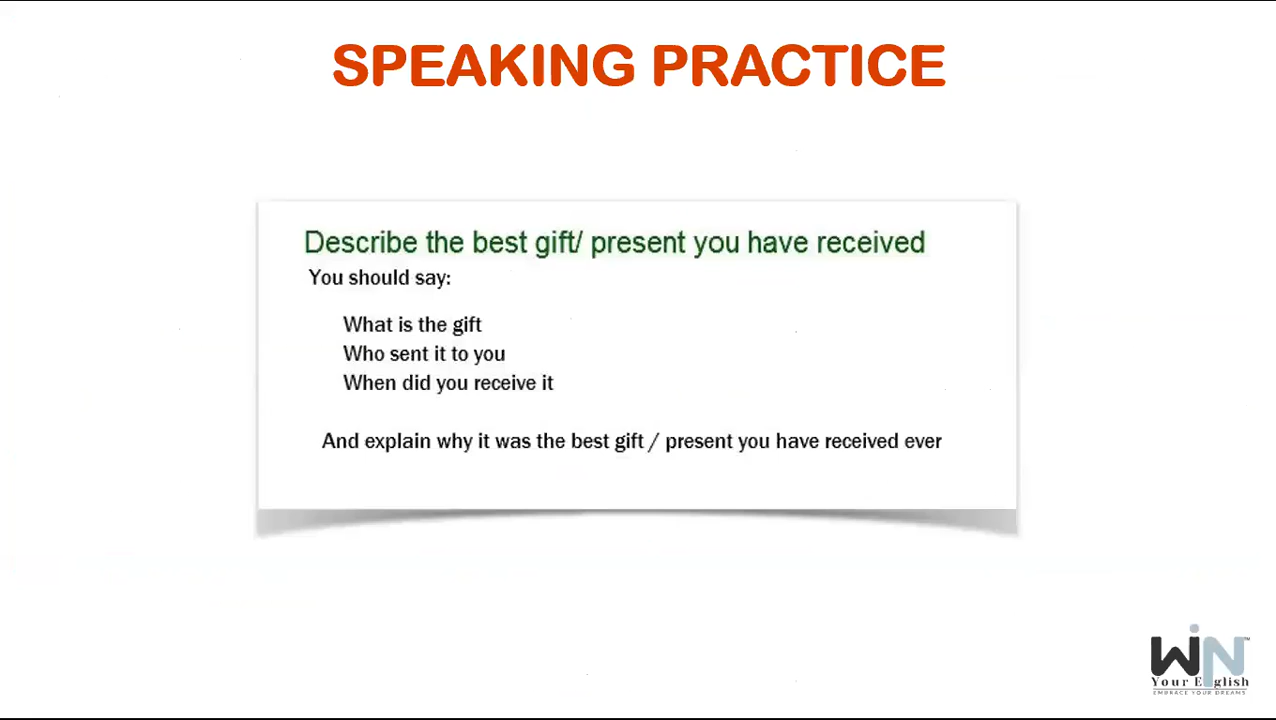 SPEAKING PRACTICE
Describe the best gift/ present you have received
You should say:
What is the gift
Who sent it to you
When did you receive it
And explain why it was the best gift / present you have received ever
WiN™
Your English
EMBRACE YOUR DREAMS